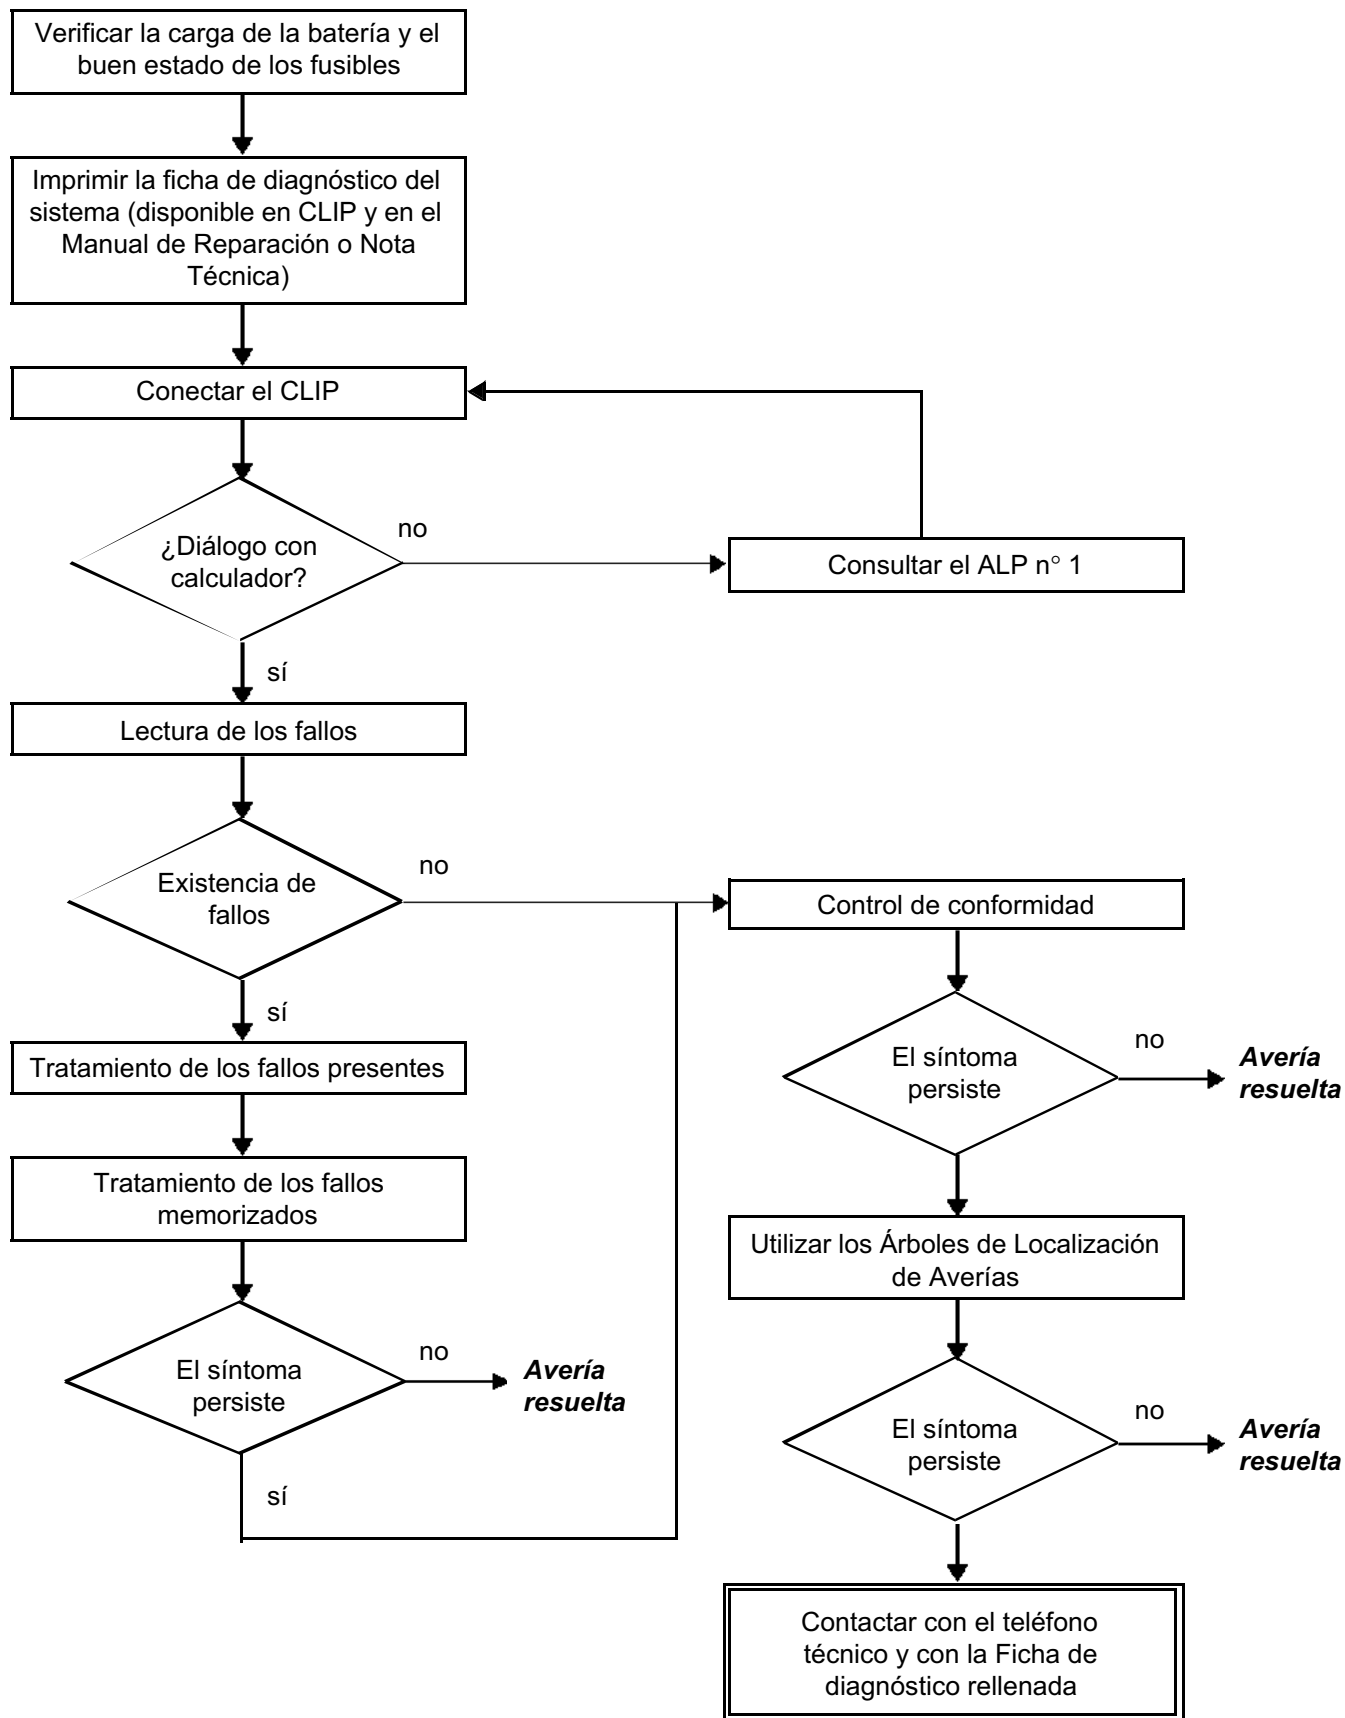 Verificar la carga de la batería y el
buen estado de los fusibles
Imprimir la ficha de diagnóstico del
sistema (disponible en CLIP y en el
Manual de Reparación o Nota
Técnica)
Conectar el CLIP
¿Diálogo con
calculador?
no
Consultar el ALP n° 1
sí
Lectura de los fallos
Existencia de
fallos
no
Control de conformidad
sí
El síntoma
persiste
no
Avería
resuelta
Tratamiento de los fallos presentes
Tratamiento de los fallos
memorizados
Utilizar los Árboles de Localización
de Averías
El síntoma
persiste
no
Avería
resuelta
sí
El síntoma
persiste
no
Avería
resuelta
Contactar con el teléfono
técnico y con la Ficha de
diagnóstico rellenada